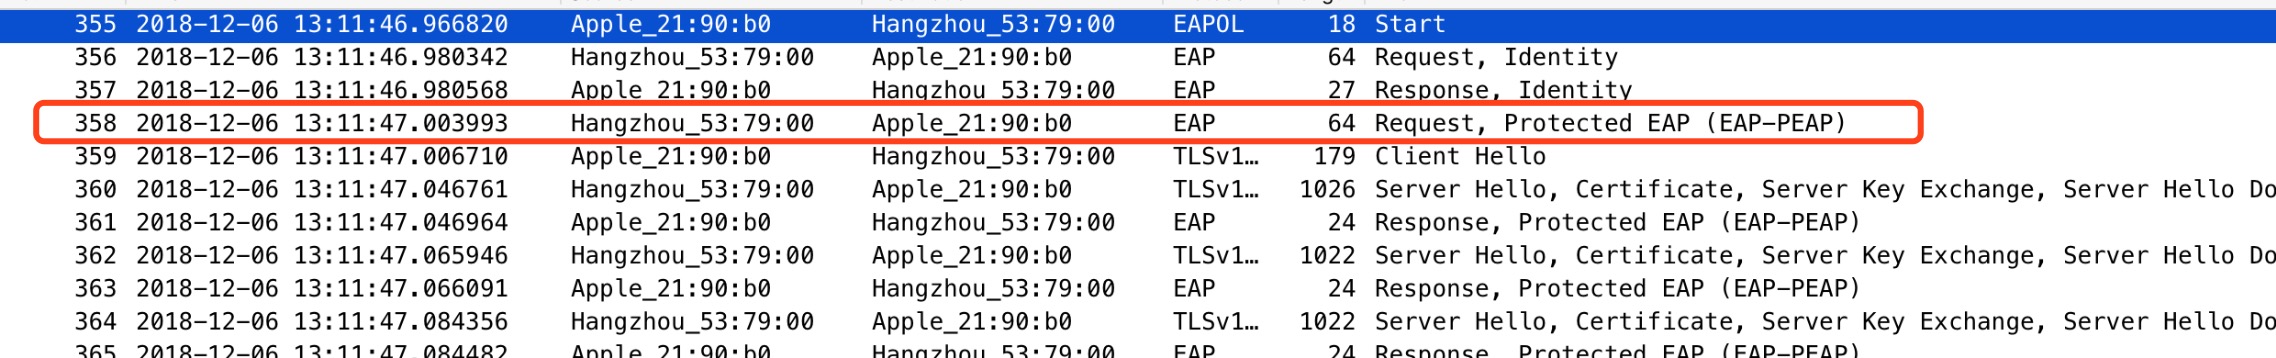 355 2018-12-06 13:11:46.966820 Apple_21:90:b0 Hangzhou_53:79:00 EAPOL 18 Start
356 2018-12-06 13:11:46.980342 Hangzhou_53:79:00 Apple_21:90:b0 EAP 64 Request, Identity
357 2018-12-06 13:11:46.980568 Apple_21:90:b0 Hangzhou_53:79:00 EAP 27 Response, Identity
358 2018-12-06 13:11:47.003993 Hangzhou_53:79:00 Apple_21:90:b0 EAP 64 Request, Protected EAP (EAP-PEAP)
359 2018-12-06 13:11:47.006710 Apple_21:90:b0 Hangzhou_53:79:00 TLSv1… 179 Client Hello
360 2018-12-06 13:11:47.046761 Hangzhou_53:79:00 Apple_21:90:b0 TLSv1… 1026 Server Hello, Certificate, Server Key Exchange, Server Hello Do
361 2018-12-06 13:11:47.046964 Apple_21:90:b0 Hangzhou_53:79:00 EAP 24 Response, Protected EAP (EAP-PEAP)
362 2018-12-06 13:11:47.065946 Hangzhou_53:79:00 Apple_21:90:b0 TLSv1… 1022 Server Hello, Certificate, Server Key Exchange, Server Hello Do
363 2018-12-06 13:11:47.066091 Apple_21:90:b0 Hangzhou_53:79:00 EAP 24 Response, Protected EAP (EAP-PEAP)
364 2018-12-06 13:11:47.084356 Hangzhou_53:79:00 Apple_21:90:b0 TLSv1… 1022 Server Hello, Certificate, Server Key Exchange, Server Hello Do
365 2018-12-06 13:11:47.084482 Apple_21:90:b0 Hangzhou_53:79:00 EAP 24 Response, Protected EAP (EAP-PEAP)